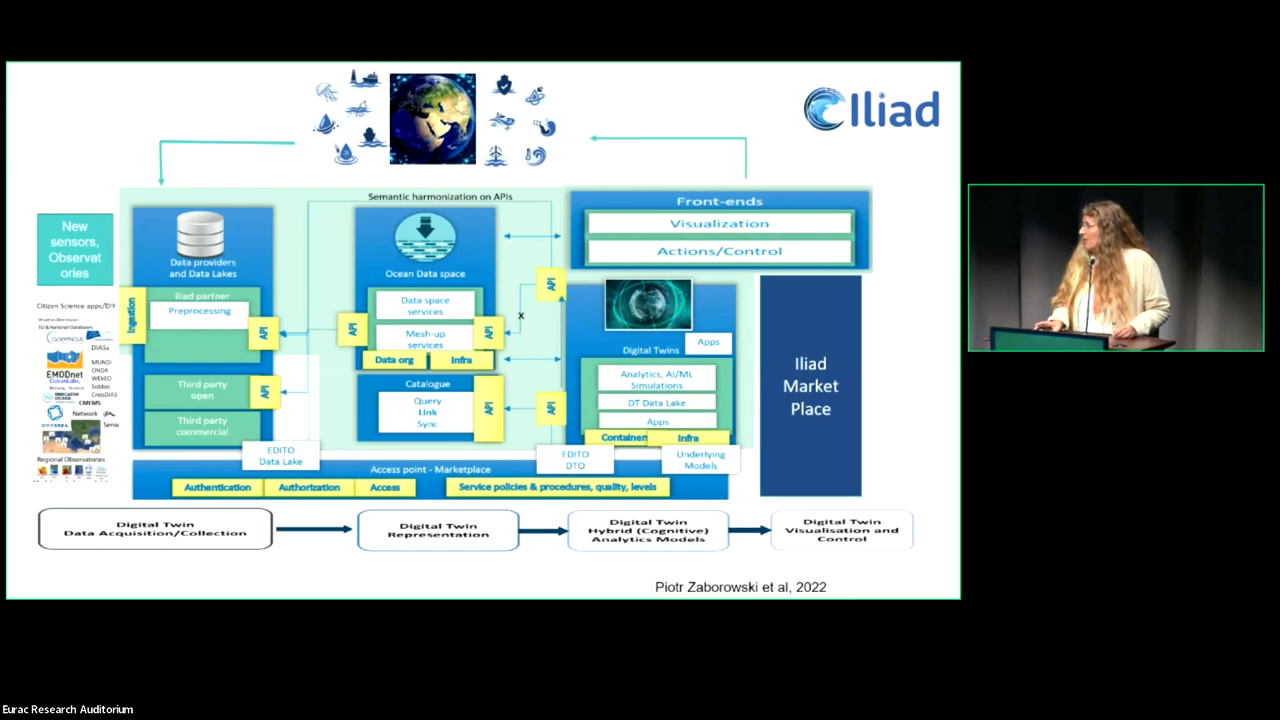 Iliad
Semantic harmonization on APIs
New
sensors,
Observat
ories
Data providers
and Data Lakes
Iliad partner
Preprocessing
Ingestion
API
Third party
open
API
Third party
commercial
EDITO
Data Lake
Citizen Science apps/DIY
EU & National Databases
copernicus
DIASs
MUNDI
ONDA
WEKEO
Sobloo
CreoDIAS
EMODnet
CMEMS
ODYSSEA
Network
Regional Observatories
Ocean Data space
Data space
services
Mesh-up
services
API
API
Data org
Infra
Catalogue
Query
Link
Sync
API
API
X
API
Front-ends
Visualization
Actions/Control
Digital Twins
Apps
Analytics, AI/ML
Simulations
DT Data Lake
Apps
Container
Infra
EDITO
DTO
Underlying
Models
Iliad
Market
Place
Access point - Marketplace
Authentication
Authorization
Access
Service policies & procedures, quality, levels
Digital Twin
Data Acquisition/Collection
Digital Twin
Representation
Digital Twin
Hybrid (Cognitive)
Analytics Models
Digital Twin
Visualisation and
Control
Piotr Zaborowski et al, 2022
Eurac Research Auditorium